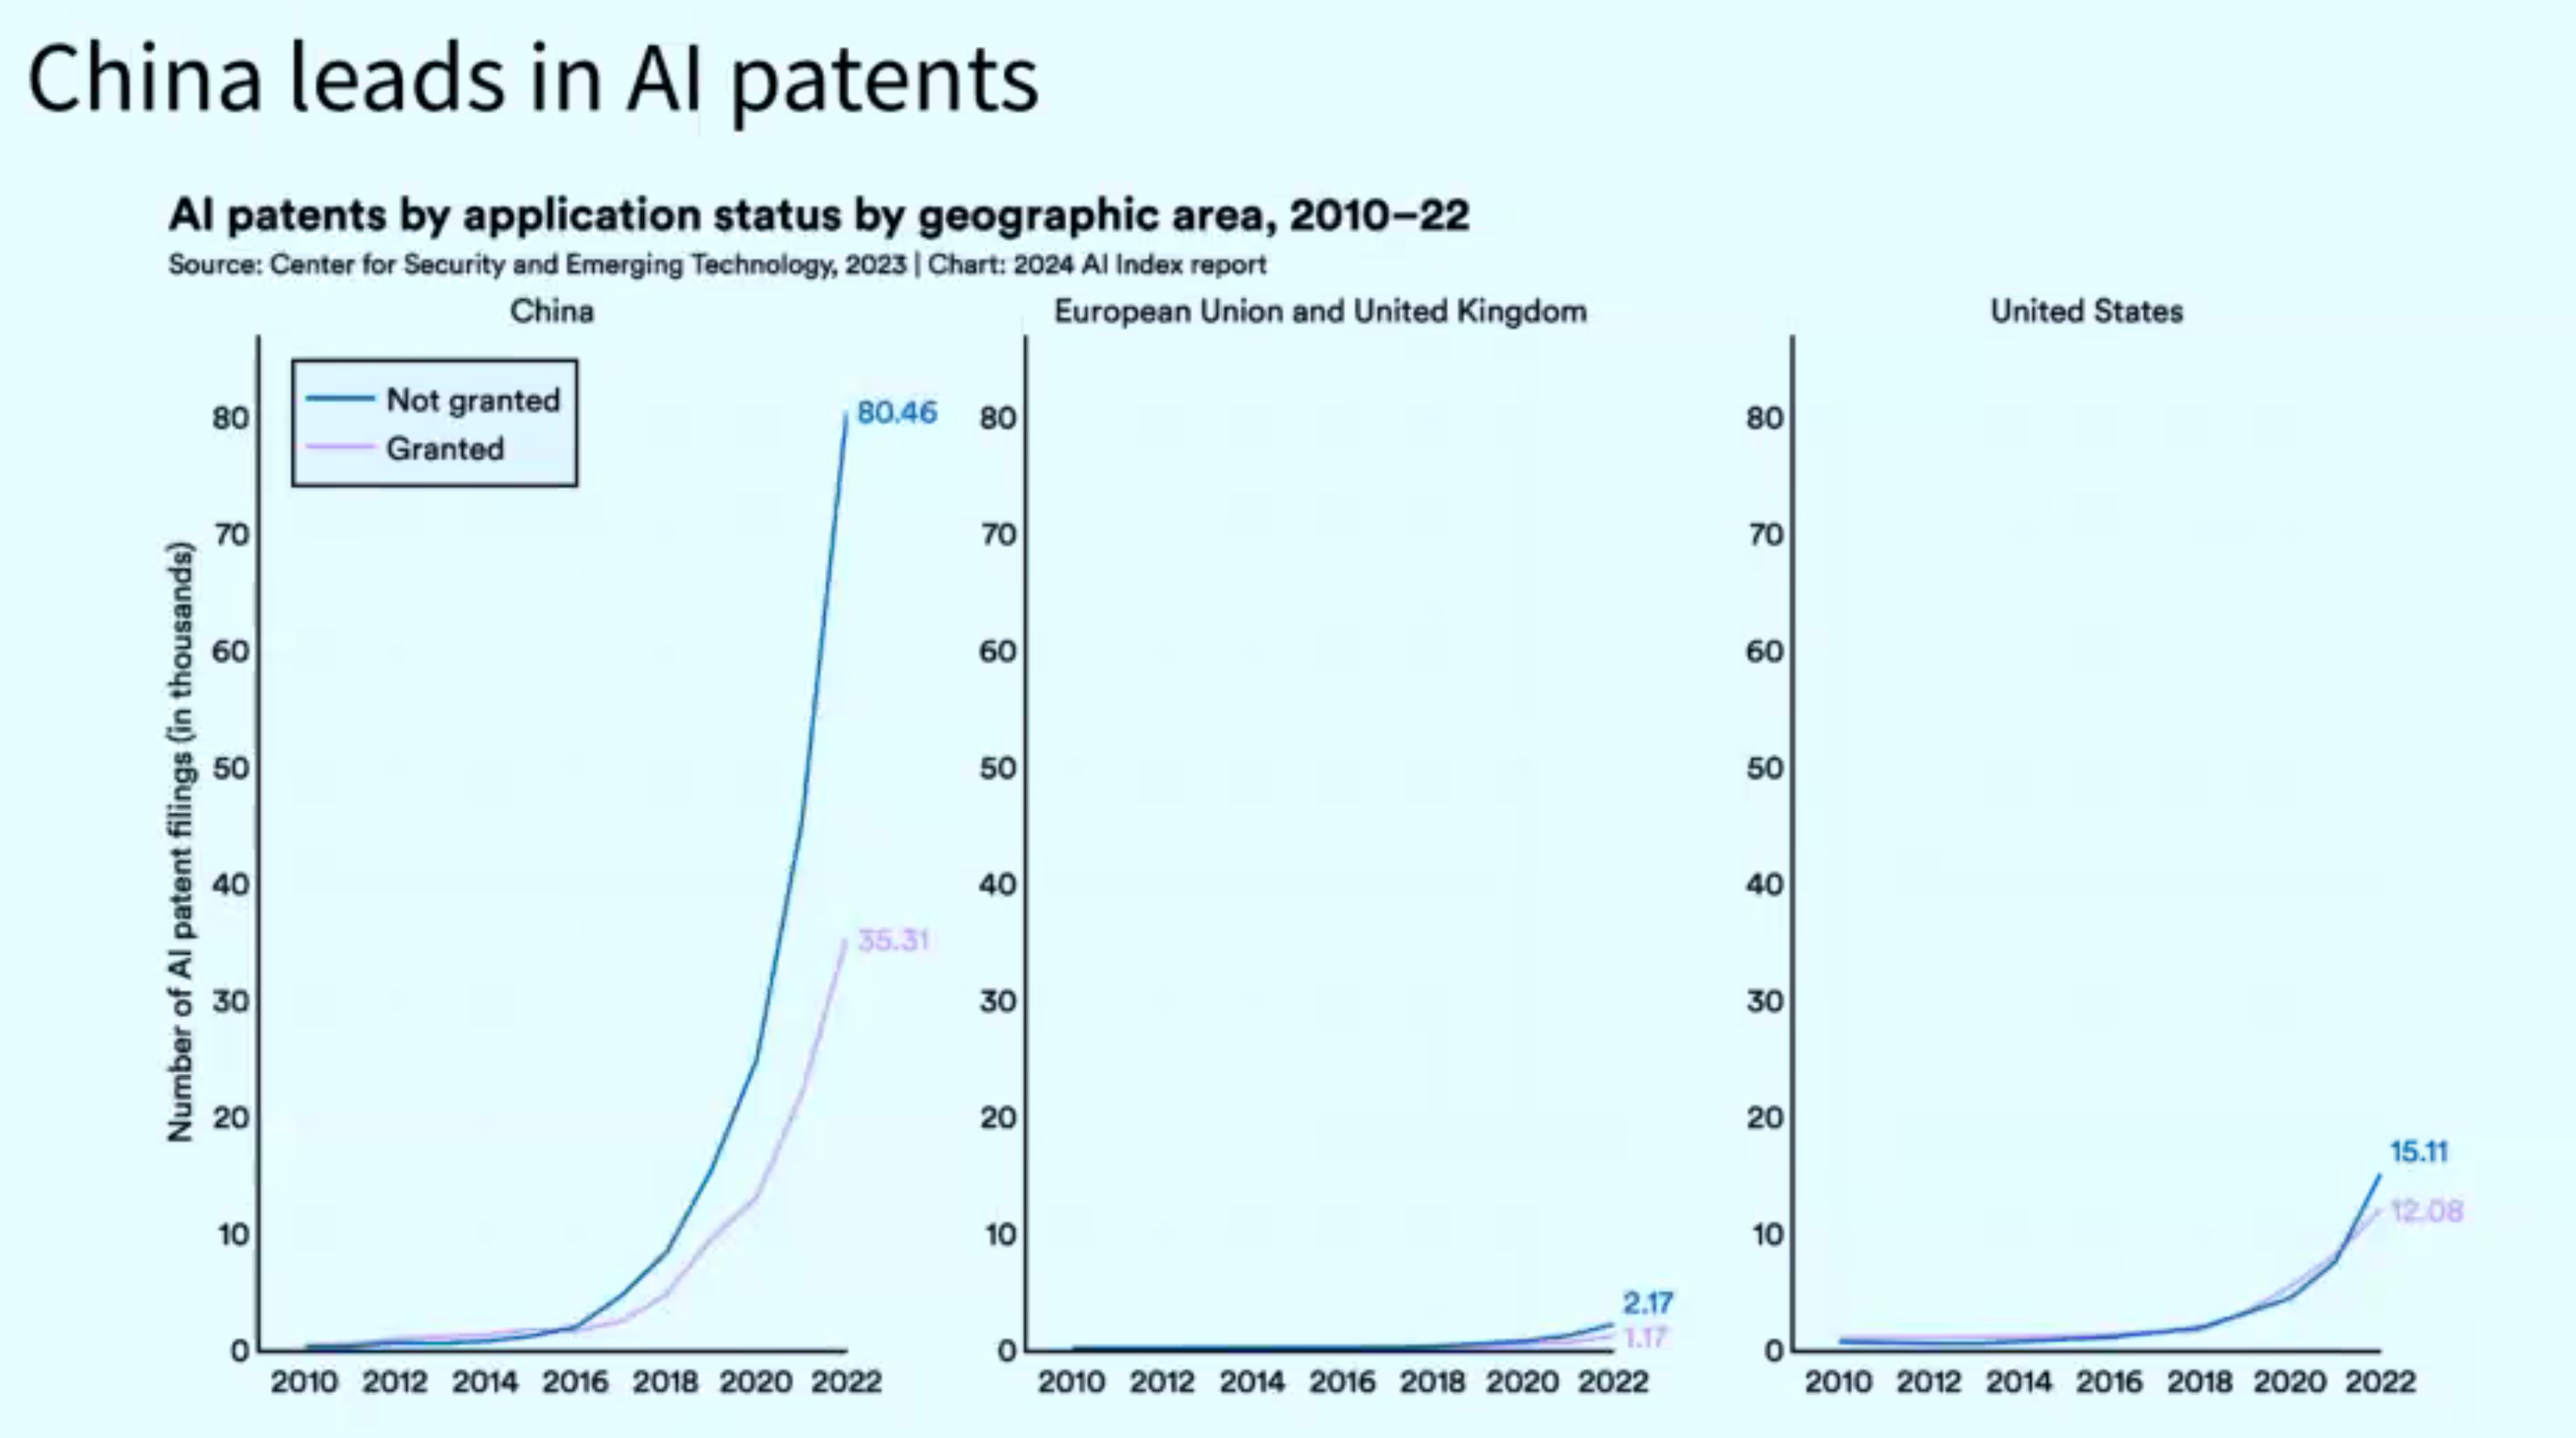 China leads in AI patents
AI patents by application status by geographic area, 2010–22
Source: Center for Security and Emerging Technology, 2023 | Chart: 2024 AI Index report
China
Not granted
Granted
Number of AI patent filings (in thousands)
80
70
60
50
40
30
20
10
0
80.46
35.31
2010 2012 2014 2016 2018 2020 2022
European Union and United Kingdom
80
70
60
50
40
30
20
10
0
2.17
1.17
2010 2012 2014 2016 2018 2020 2022
United States
80
70
60
50
40
30
20
10
0
15.11
12.08
2010 2012 2014 2016 2018 2020 2022